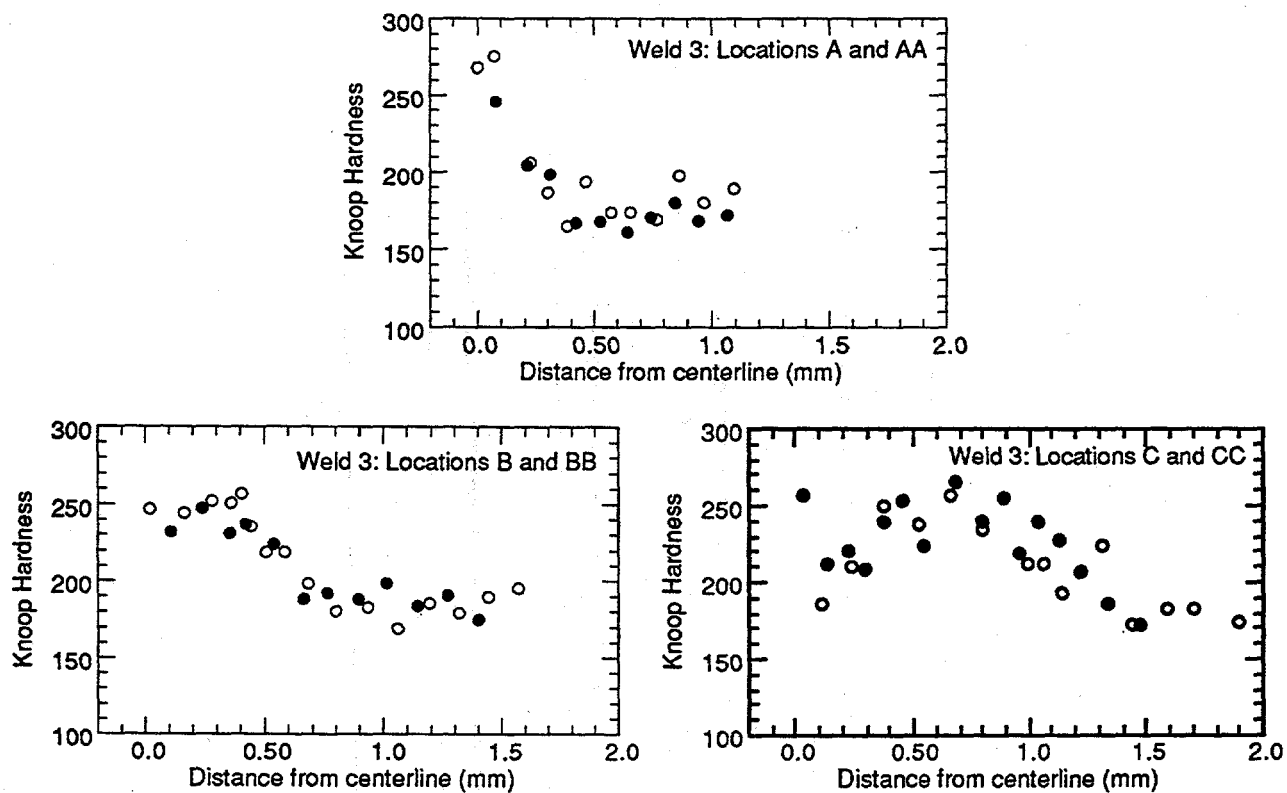 300
Weld 3: Locations A and AA
250
200
150
100
Knoop Hardness
0.0 0.50 1.0 1.5 2.0
Distance from centerline (mm)
300
Weld 3: Locations B and BB
250
200
150
100
Knoop Hardness
0.0 0.50 1.0 1.5 2.0
Distance from centerline (mm)
300
Weld 3: Locations C and CC
250
200
150
100
Knoop Hardness
0.0 0.50 1.0 1.5 2.0
Distance from centerline (mm)